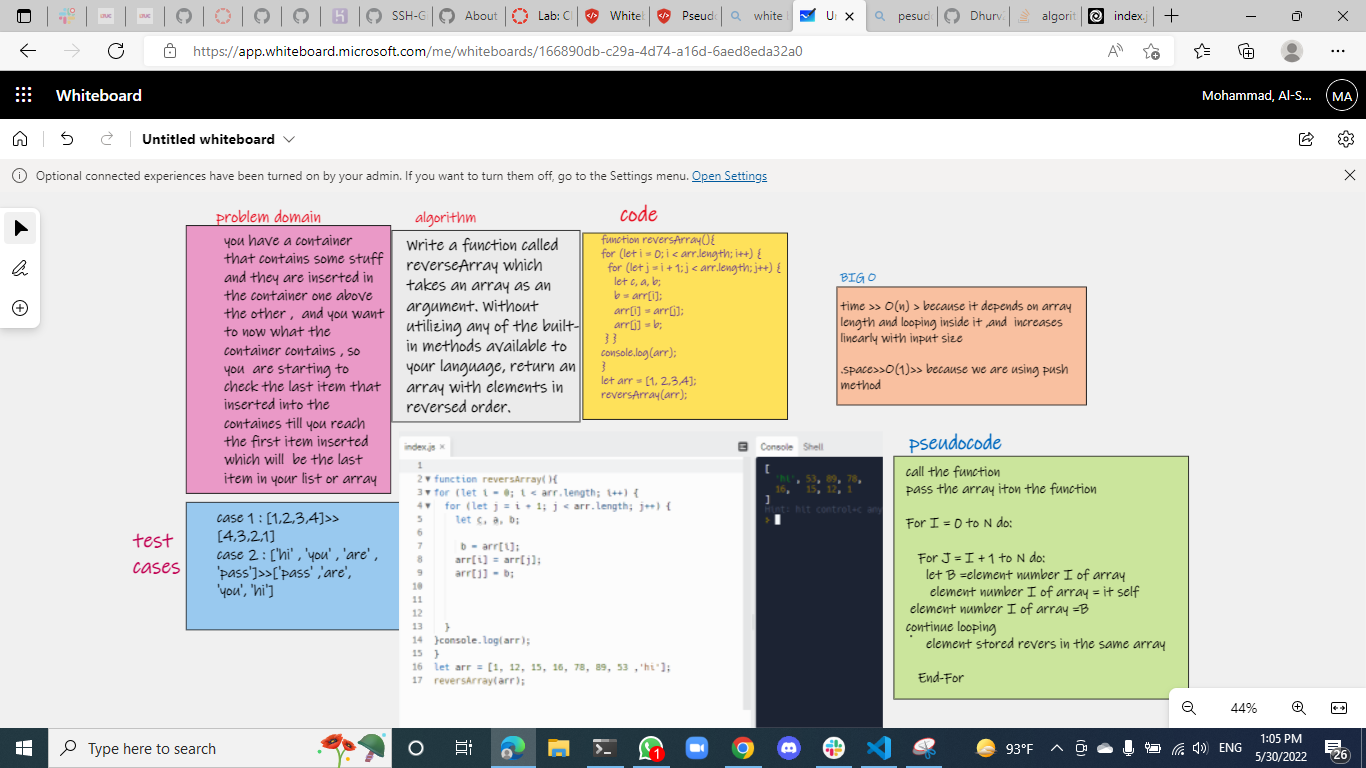 SSH-G
About
Lab: C
Whitel
Pseudo
white
Ur
pesud
Dhurv
algorit
index.j
https://app.whiteboard.microsoft.com/me/whiteboards/166890db-c29a-4d74-a16d-6aed8eda32a0
Whiteboard
Mohammad, Al-S...
MA
Untitled whiteboard
Optional connected experiences have been turned on by your admin. If you want to turn them off, go to the Settings menu. Open Settings
problem domain
you have a container
that contains some stuff
and they are inserted in
the container one above
the other , and you want
to now what the
container contains , so
you are starting to
check the last item that
inserted into the
containes till you reach
the first item inserted
which will be the last
item in your list or array
algorithm
Write a function called
reverseArray which
takes an array as an
argument. Without
utilizing any of the built-
in methods available to
your language, return an
array with elements in
reversed order.
code
function reversArray(){
for (let i = 0; i < arr.length; i++) {
for (let j = i + 1; j < arr.length; j++) {
let c, a, b;
b = arr[i];
arr[i] = arr[j];
arr[j] = b;
} }
console.log(arr);
}
let arr = [1, 2,3,4];
reversArray(arr);
BIG O
time >> O(n) > because it depends on array
length and looping inside it ,and increases
linearly with input size
.space>>O(1)>> because we are using push
method
test
cases
case 1 : [1,2,3,4]>>
[4,3,2,1]
case 2 : ['hi' , 'you' , 'are' ,
'pass']>>['pass' ,'are',
'you', 'hi']
index.js ×
1
2 function reversArray(){
3 for (let i = 0; i < arr.length; i++) {
4 for (let j = i + 1; j < arr.length; j++) {
5 let c, a, b;
6
7 b = arr[i];
8 arr[i] = arr[j];
9 arr[j] = b;
10
11
12
13 }
14 }console.log(arr);
15 }
16 let arr = [1, 12, 15, 16, 78, 89, 53 ,'hi'];
17 reversArray(arr);
Console Shell
[
'hi', 53, 89, 78,
16, 15, 12, 1
]
Hint: hit control+c any
pseudocode
call the function
pass the array iton the function
For I = 0 to N do:
For J = I + 1 to N do:
let B =element number I of array
element number I of array = it self
element number I of array =B
continue looping
element stored revers in the same array
End-For
44%
Type here to search
1
93°F
ENG
1:05 PM
5/30/2022
26